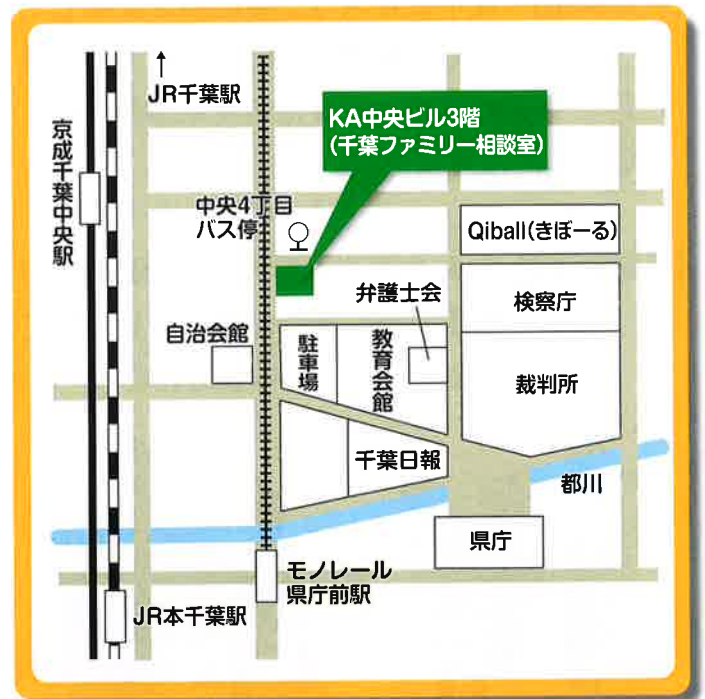 JR千葉駅
KA中央ビル3階
(千葉ファミリー相談室)
京成千葉中央駅
中央4丁目
バス停
Qiball(きぼーる)
弁護士会
検察庁
自治会館
駐車場
教育会館
裁判所
千葉日報
都川
県庁
モノレール
県庁前駅
JR本千葉駅